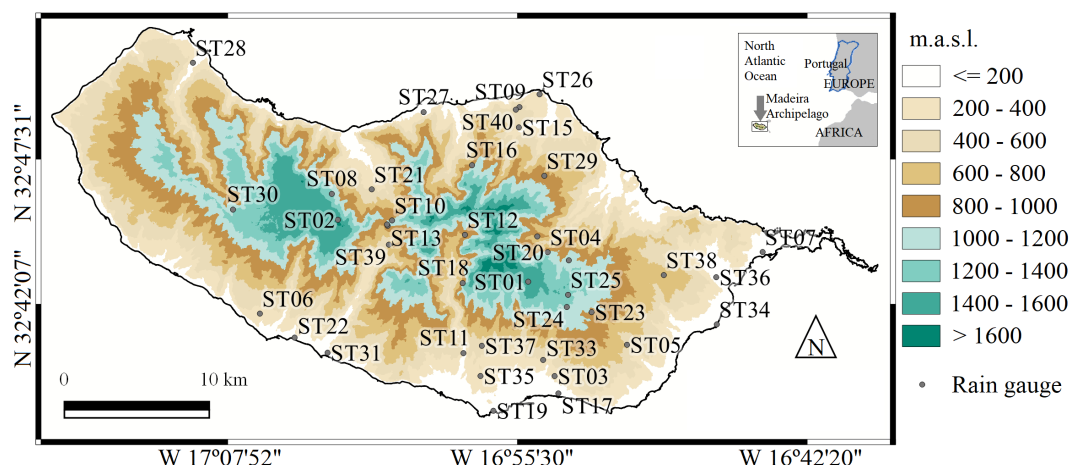 m.a.s.l.
<= 200
200 - 400
400 - 600
600 - 800
800 - 1000
1000 - 1200
1200 - 1400
1400 - 1600
> 1600
Rain gauge
North
Atlantic
Ocean
Portugal
EUROPE
Madeira
Archipelago
AFRICA
ST28
ST26
ST27
ST09
ST40
ST15
ST16
ST29
ST21
ST08
ST30
ST02
ST10
ST12
ST13
ST04
ST07
ST39
ST20
ST18
ST01
ST38
ST36
ST25
ST06
ST24
ST23
ST34
ST22
ST11
ST31
ST37
ST33
ST05
ST35
ST03
ST19
ST17
N
0
10 km
N 32°47'31"
N 32°42'07"
W 17°07'52"
W 16°55'30"
W 16°42'20"